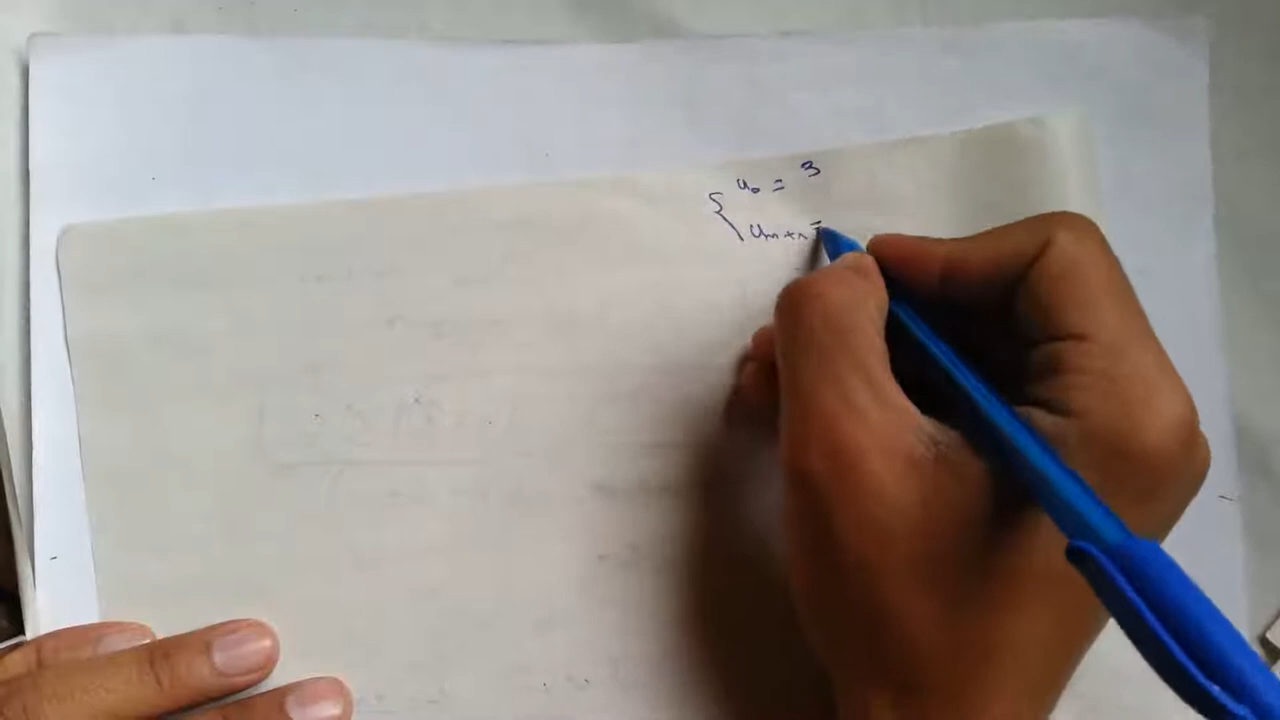 { u₀ = 3
uₙ₊₁ =